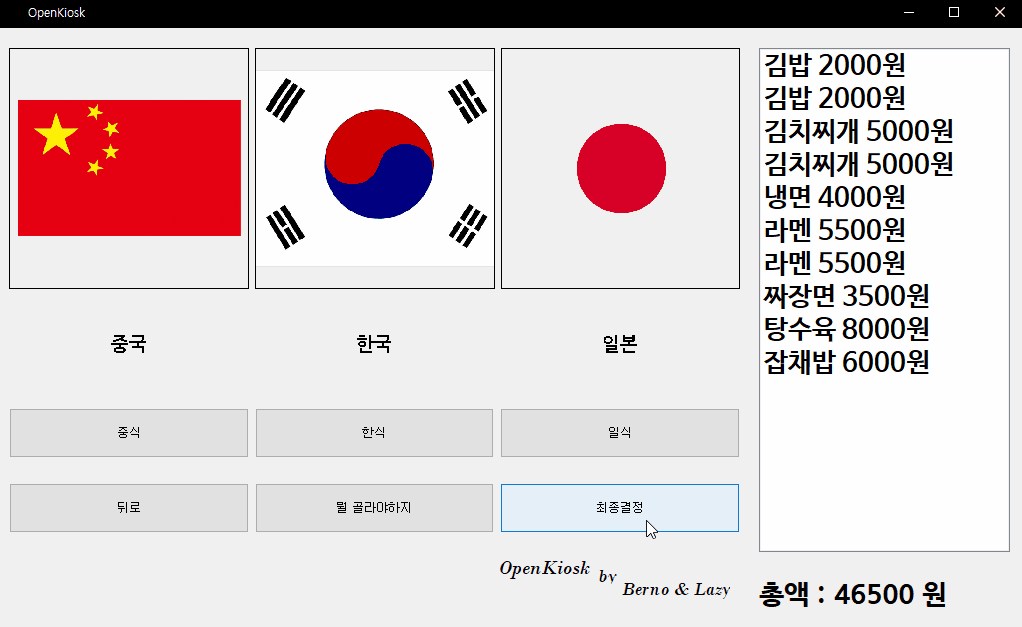 OpenKiosk
중국
한국
일본
중식
한식
일식
뒤로
뭘 골라야하지
최종결정
OpenKiosk by Berno & Lazy
김밥 2000원
김밥 2000원
김치찌개 5000원
김치찌개 5000원
냉면 4000원
라멘 5500원
라멘 5500원
짜장면 3500원
탕수육 8000원
잡채밥 6000원
총액 : 46500 원